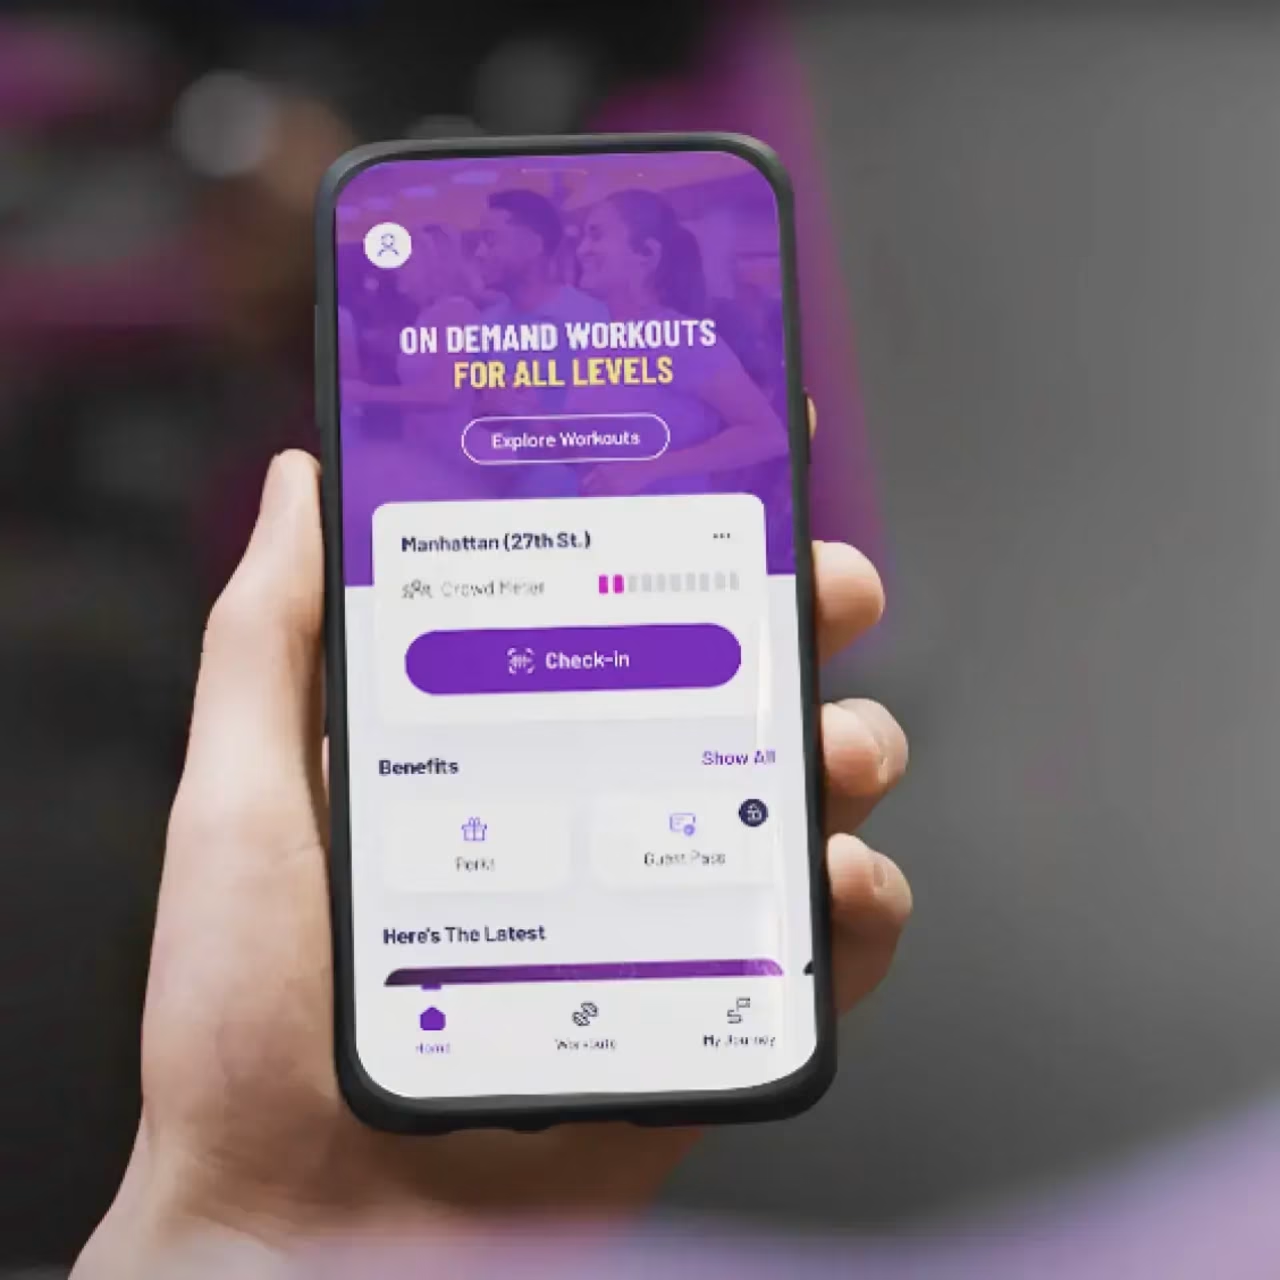 ON DEMAND WORKOUTS
FOR ALL LEVELS
Explore Workouts
Manhattan (27th St.)
Crowd Meter
Check-in
Benefits
Show All
Perks
Guest Pass
Here's The Latest
Home
Workouts
My Journey